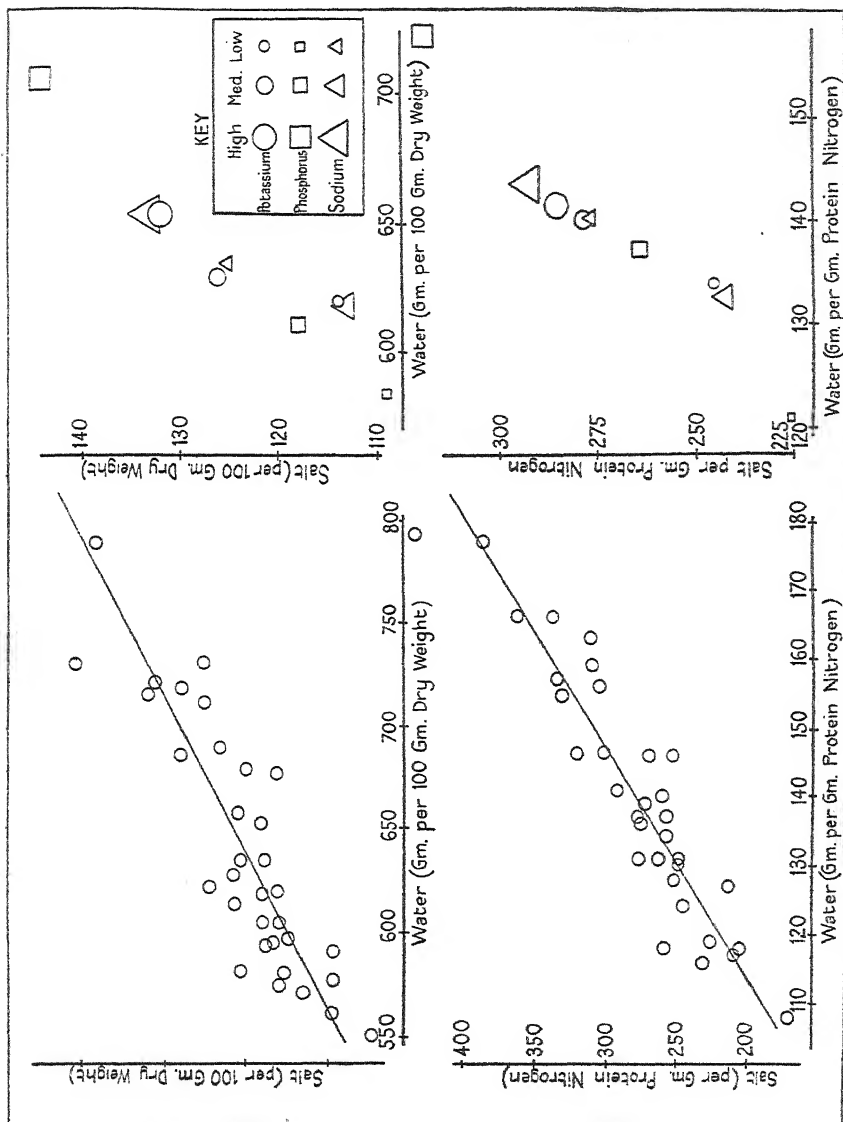 KEY
High Med. Low
Potassium
Phosphorus
Sodium
140
130
120
110
Salt (per 100 Gm. Dry Weight)
600
650
700
Water (Gm. per 100 Gm. Dry Weight)
300
275
250
225
Salt per Gm. Protein Nitrogen
120
130
140
150
Water (Gm. per Gm. Protein Nitrogen)
Salt (per 100 Gm. Dry Weight)
550
600
650
700
750
800
Water (Gm. per 100 Gm. Dry Weight)
400
300
250
200
Salt (per Gm. Protein Nitrogen)
110
120
130
140
150
160
170
180
Water (Gm. per Gm. Protein Nitrogen)